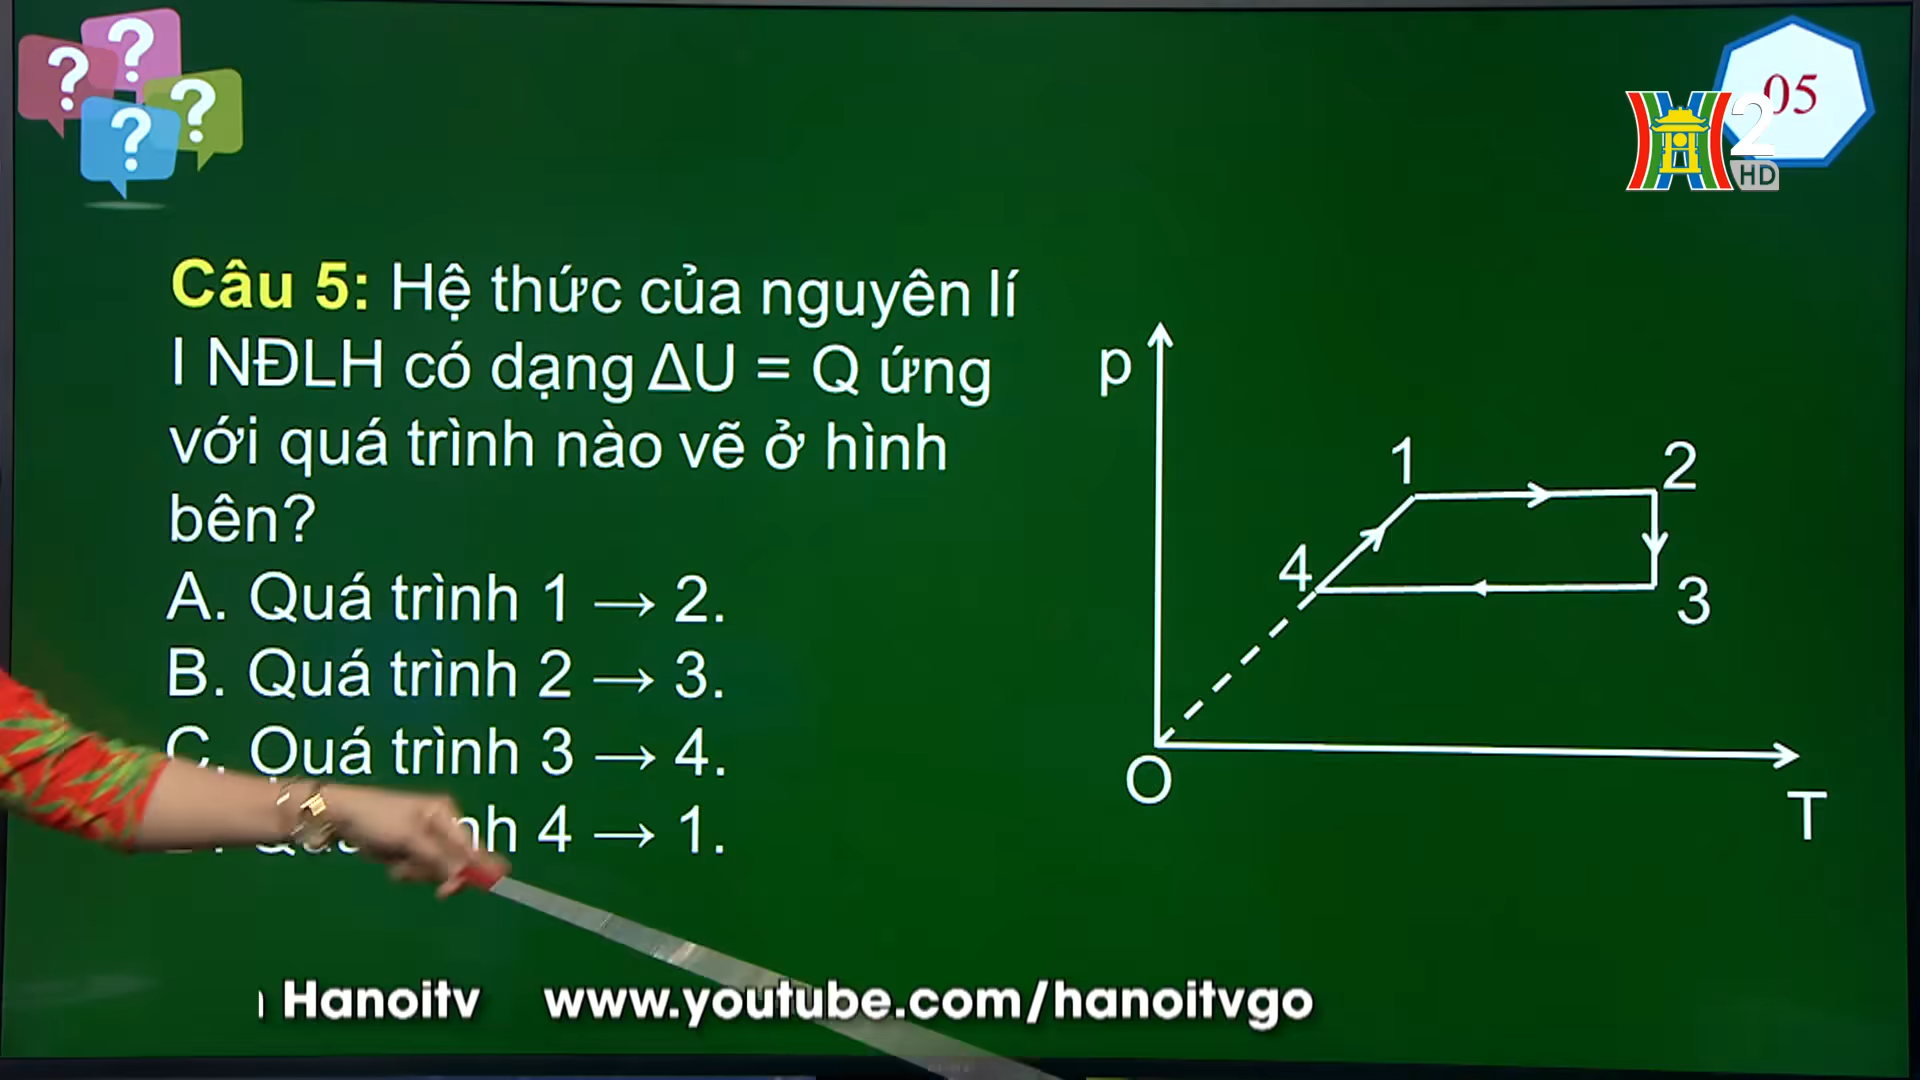 05
2
HD
Câu 5: Hệ thức của nguyên lí
I NĐLH có dạng ΔU = Q ứng
với quá trình nào vẽ ở hình
bên?
A. Quá trình 1 → 2.
B. Quá trình 2 → 3.
C. Quá trình 3 → 4.
4 → 1.
p
1
2
4
3
O
T
Hanoitv www.youtube.com/hanoitvgo